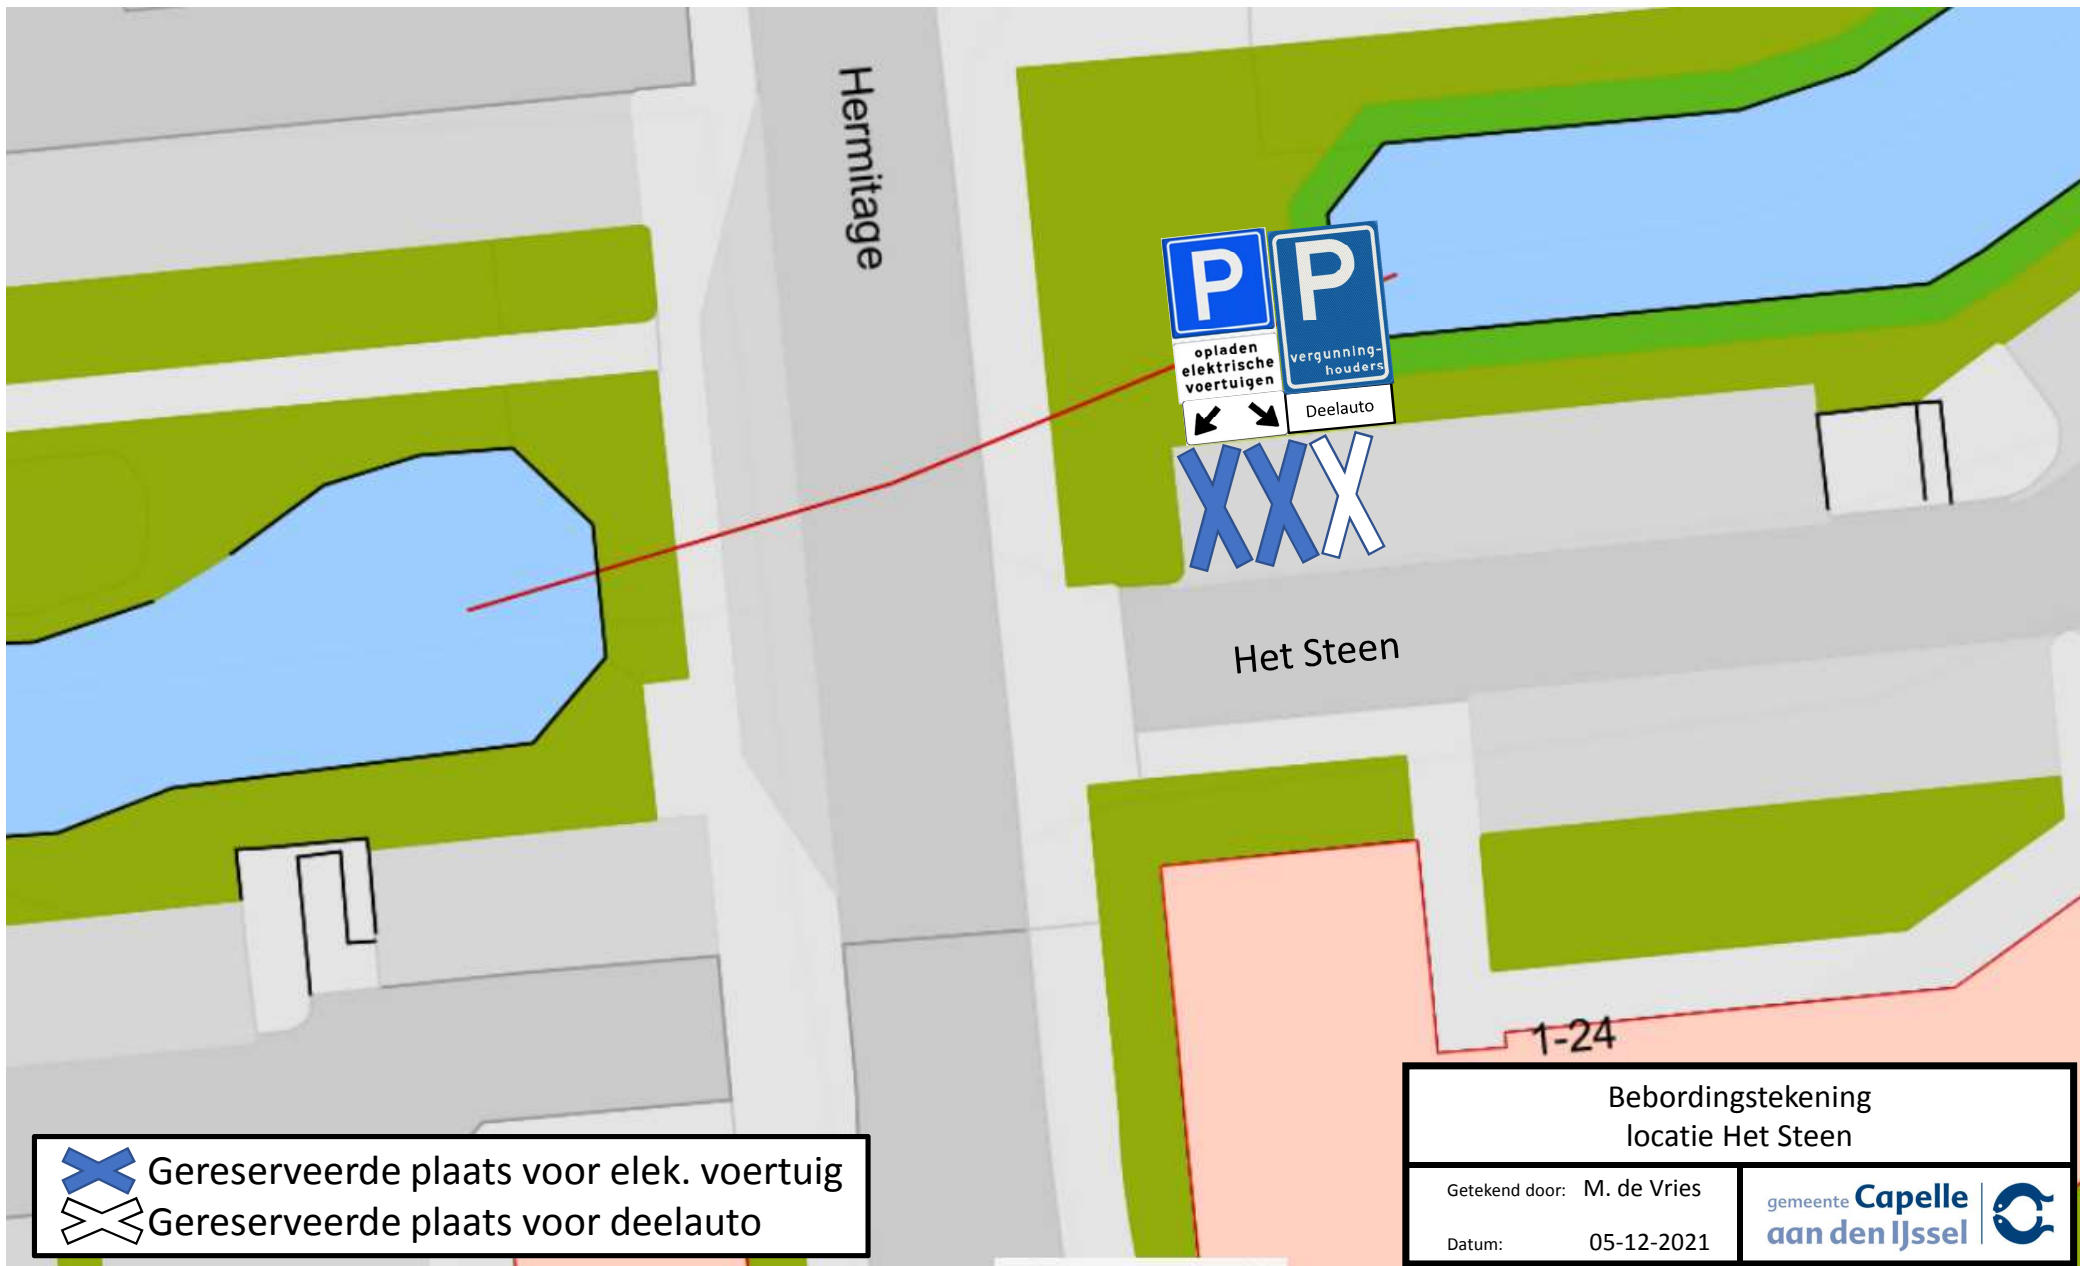 Hermitage
P
opladen
elektrische
voertuigen
P
vergunning-
houders
Deelauto
Het Steen
1-24
Gereserveerde plaats voor elek. voertuig
Gereserveerde plaats voor deelauto
Bebordingstekening
locatie Het Steen
Getekend door: M. de Vries
Datum: 05-12-2021
gemeente Capelle
aan den IJssel